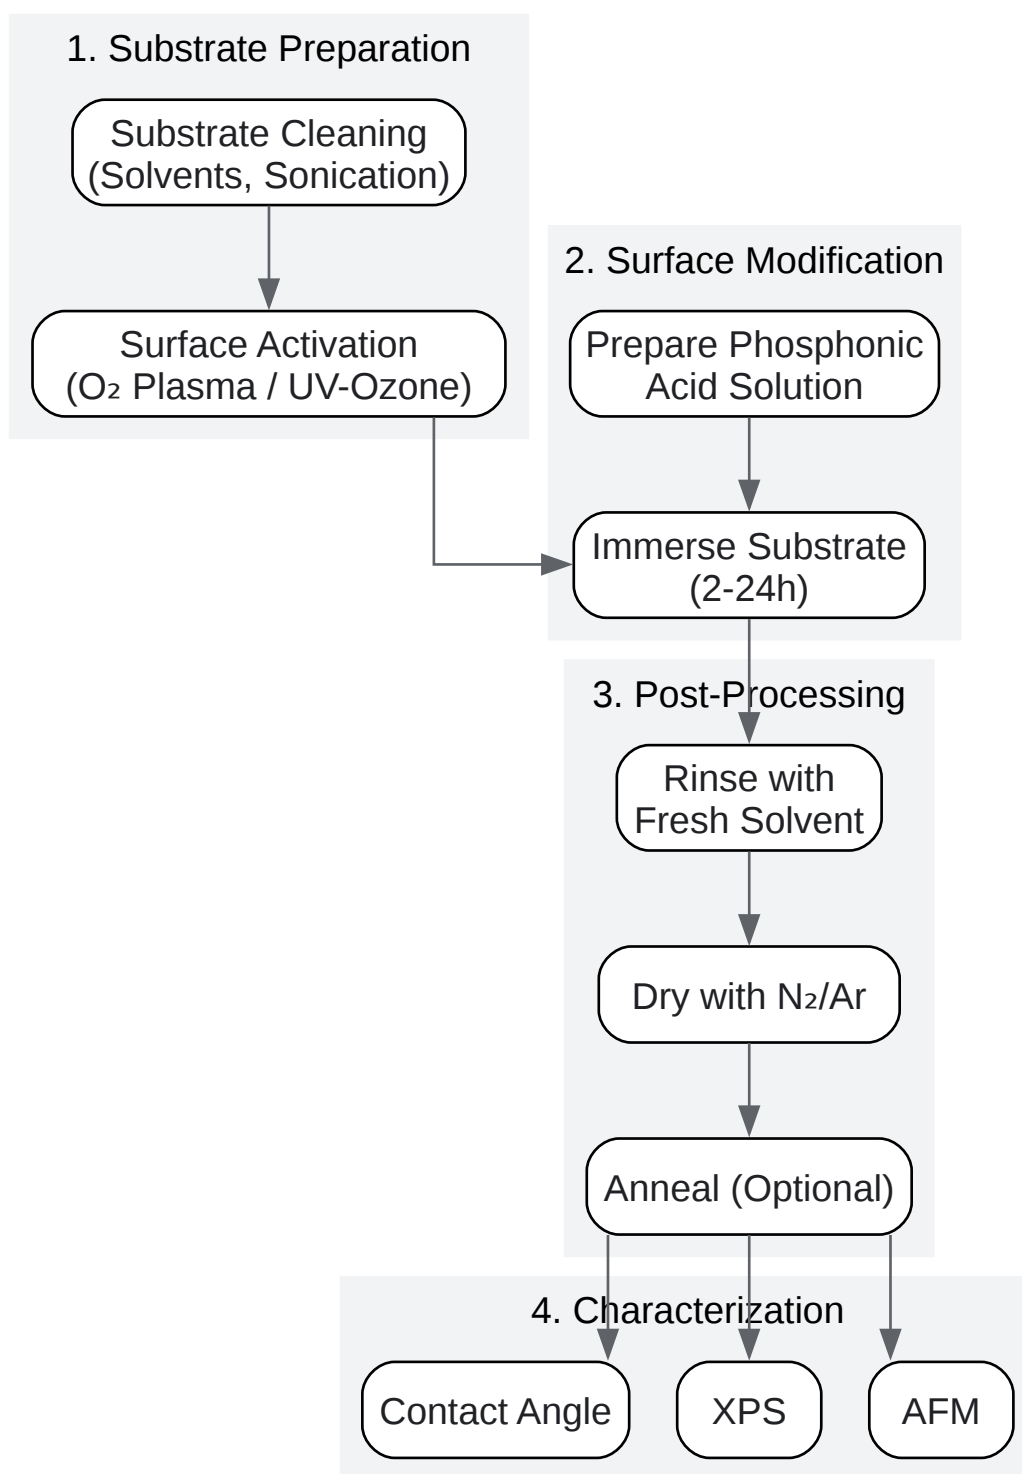 1. Substrate Preparation
Substrate Cleaning
(Solvents, Sonication)
Surface Activation
(O₂ Plasma / UV-Ozone)
2. Surface Modification
Prepare Phosphonic
Acid Solution
Immerse Substrate
(2-24h)
3. Post-Processing
Rinse with
Fresh Solvent
Dry with N₂/Ar
Anneal (Optional)
4. Characterization
Contact Angle
XPS
AFM